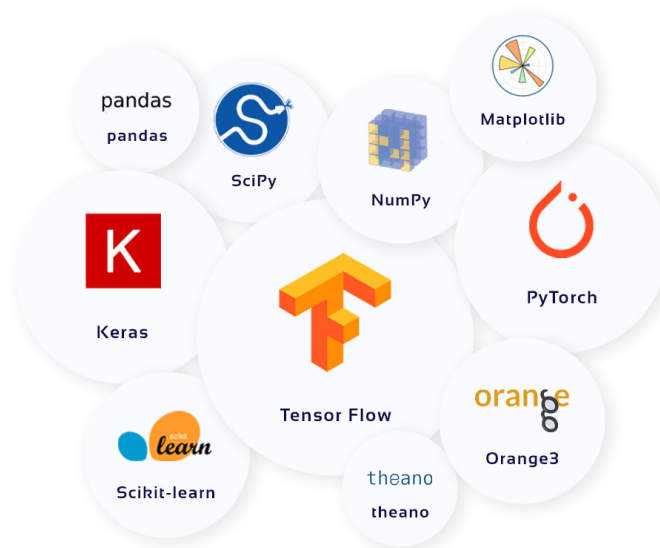 pandas
pandas
SciPy
NumPy
Matplotlib
K
Keras
Tensor Flow
PyTorch
scikit
learn
Scikit-learn
orange
Orange3
theano
theano